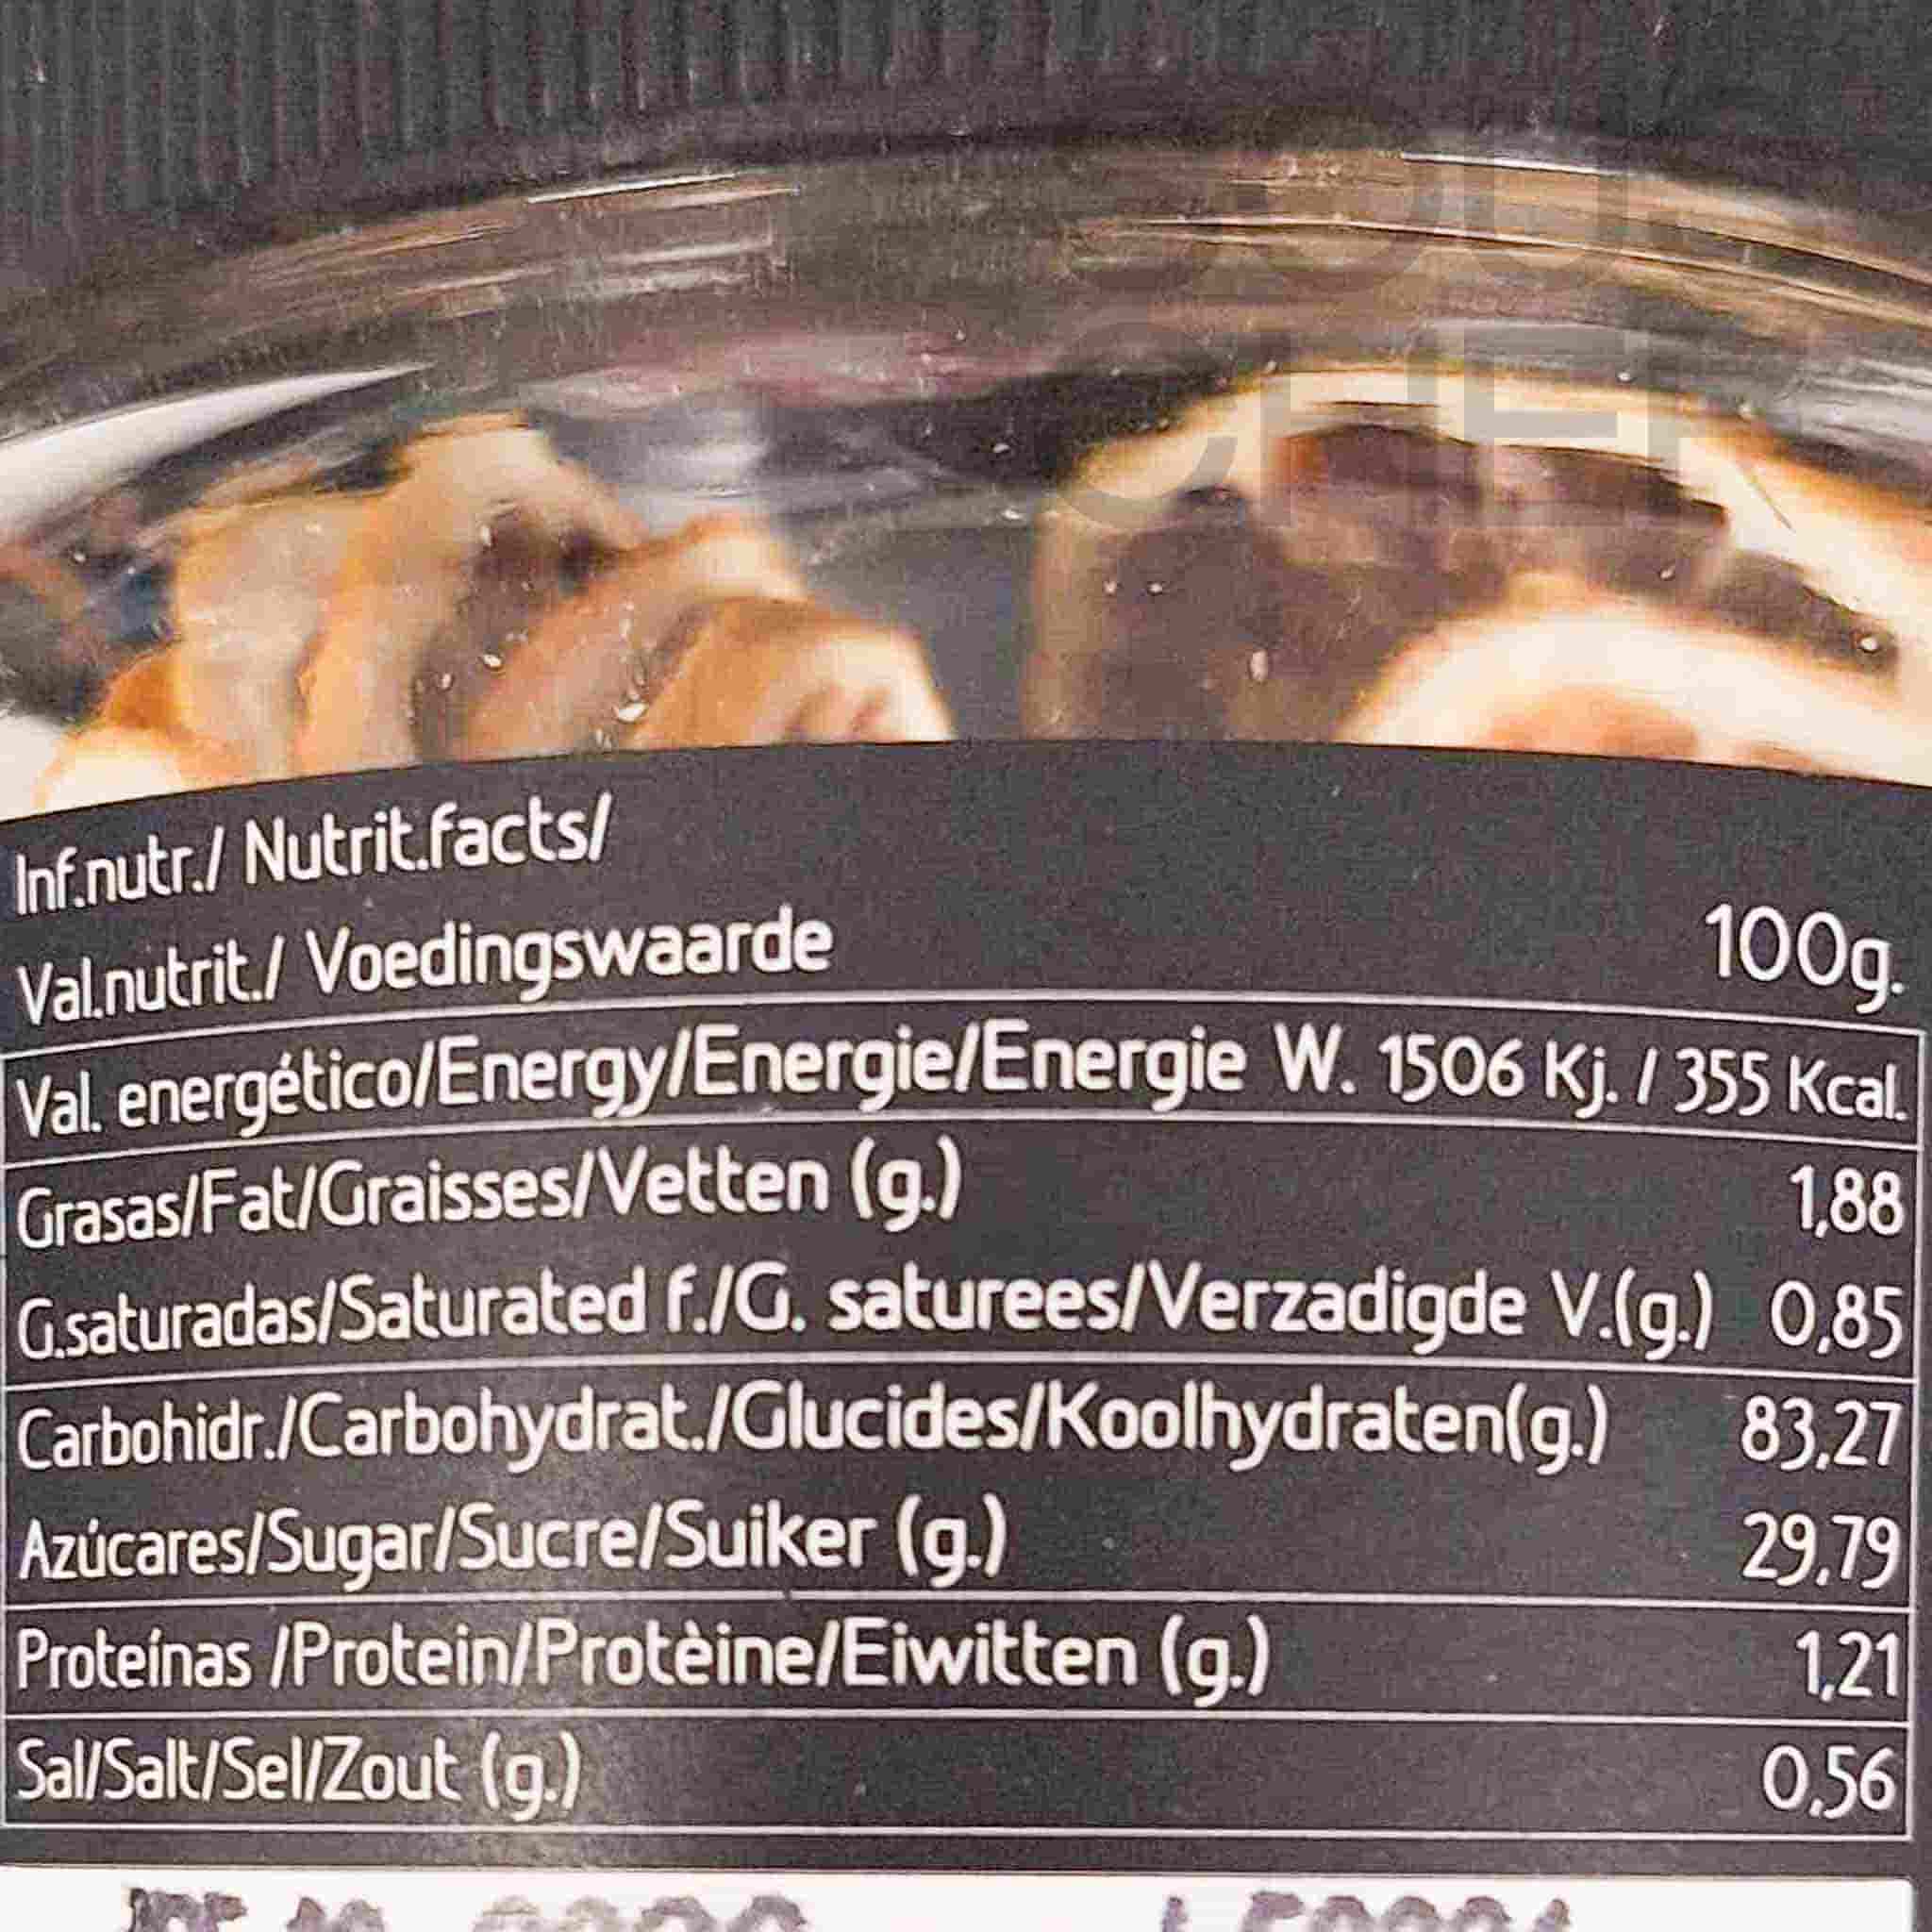 Inf.nutr./ Nutrit.facts/
Val.nutrit./ Voedingswaarde 100g.
Val. energético/Energy/Energie/Energie W. 1506 Kj. / 355 Kcal.
Grasas/Fat/Graisses/Vetten (g.) 1,88
G.saturadas/Saturated f./G. saturees/Verzadigde V.(g.) 0,85
Carbohidr./Carbohydrat./Glucides/Koolhydraten(g.) 83,27
Azúcares/Sugar/Sucre/Suiker (g.) 29,79
Proteínas /Protein/Protèine/Eiwitten (g.) 1,21
Sal/Salt/Sel/Zout (g.) 0,56